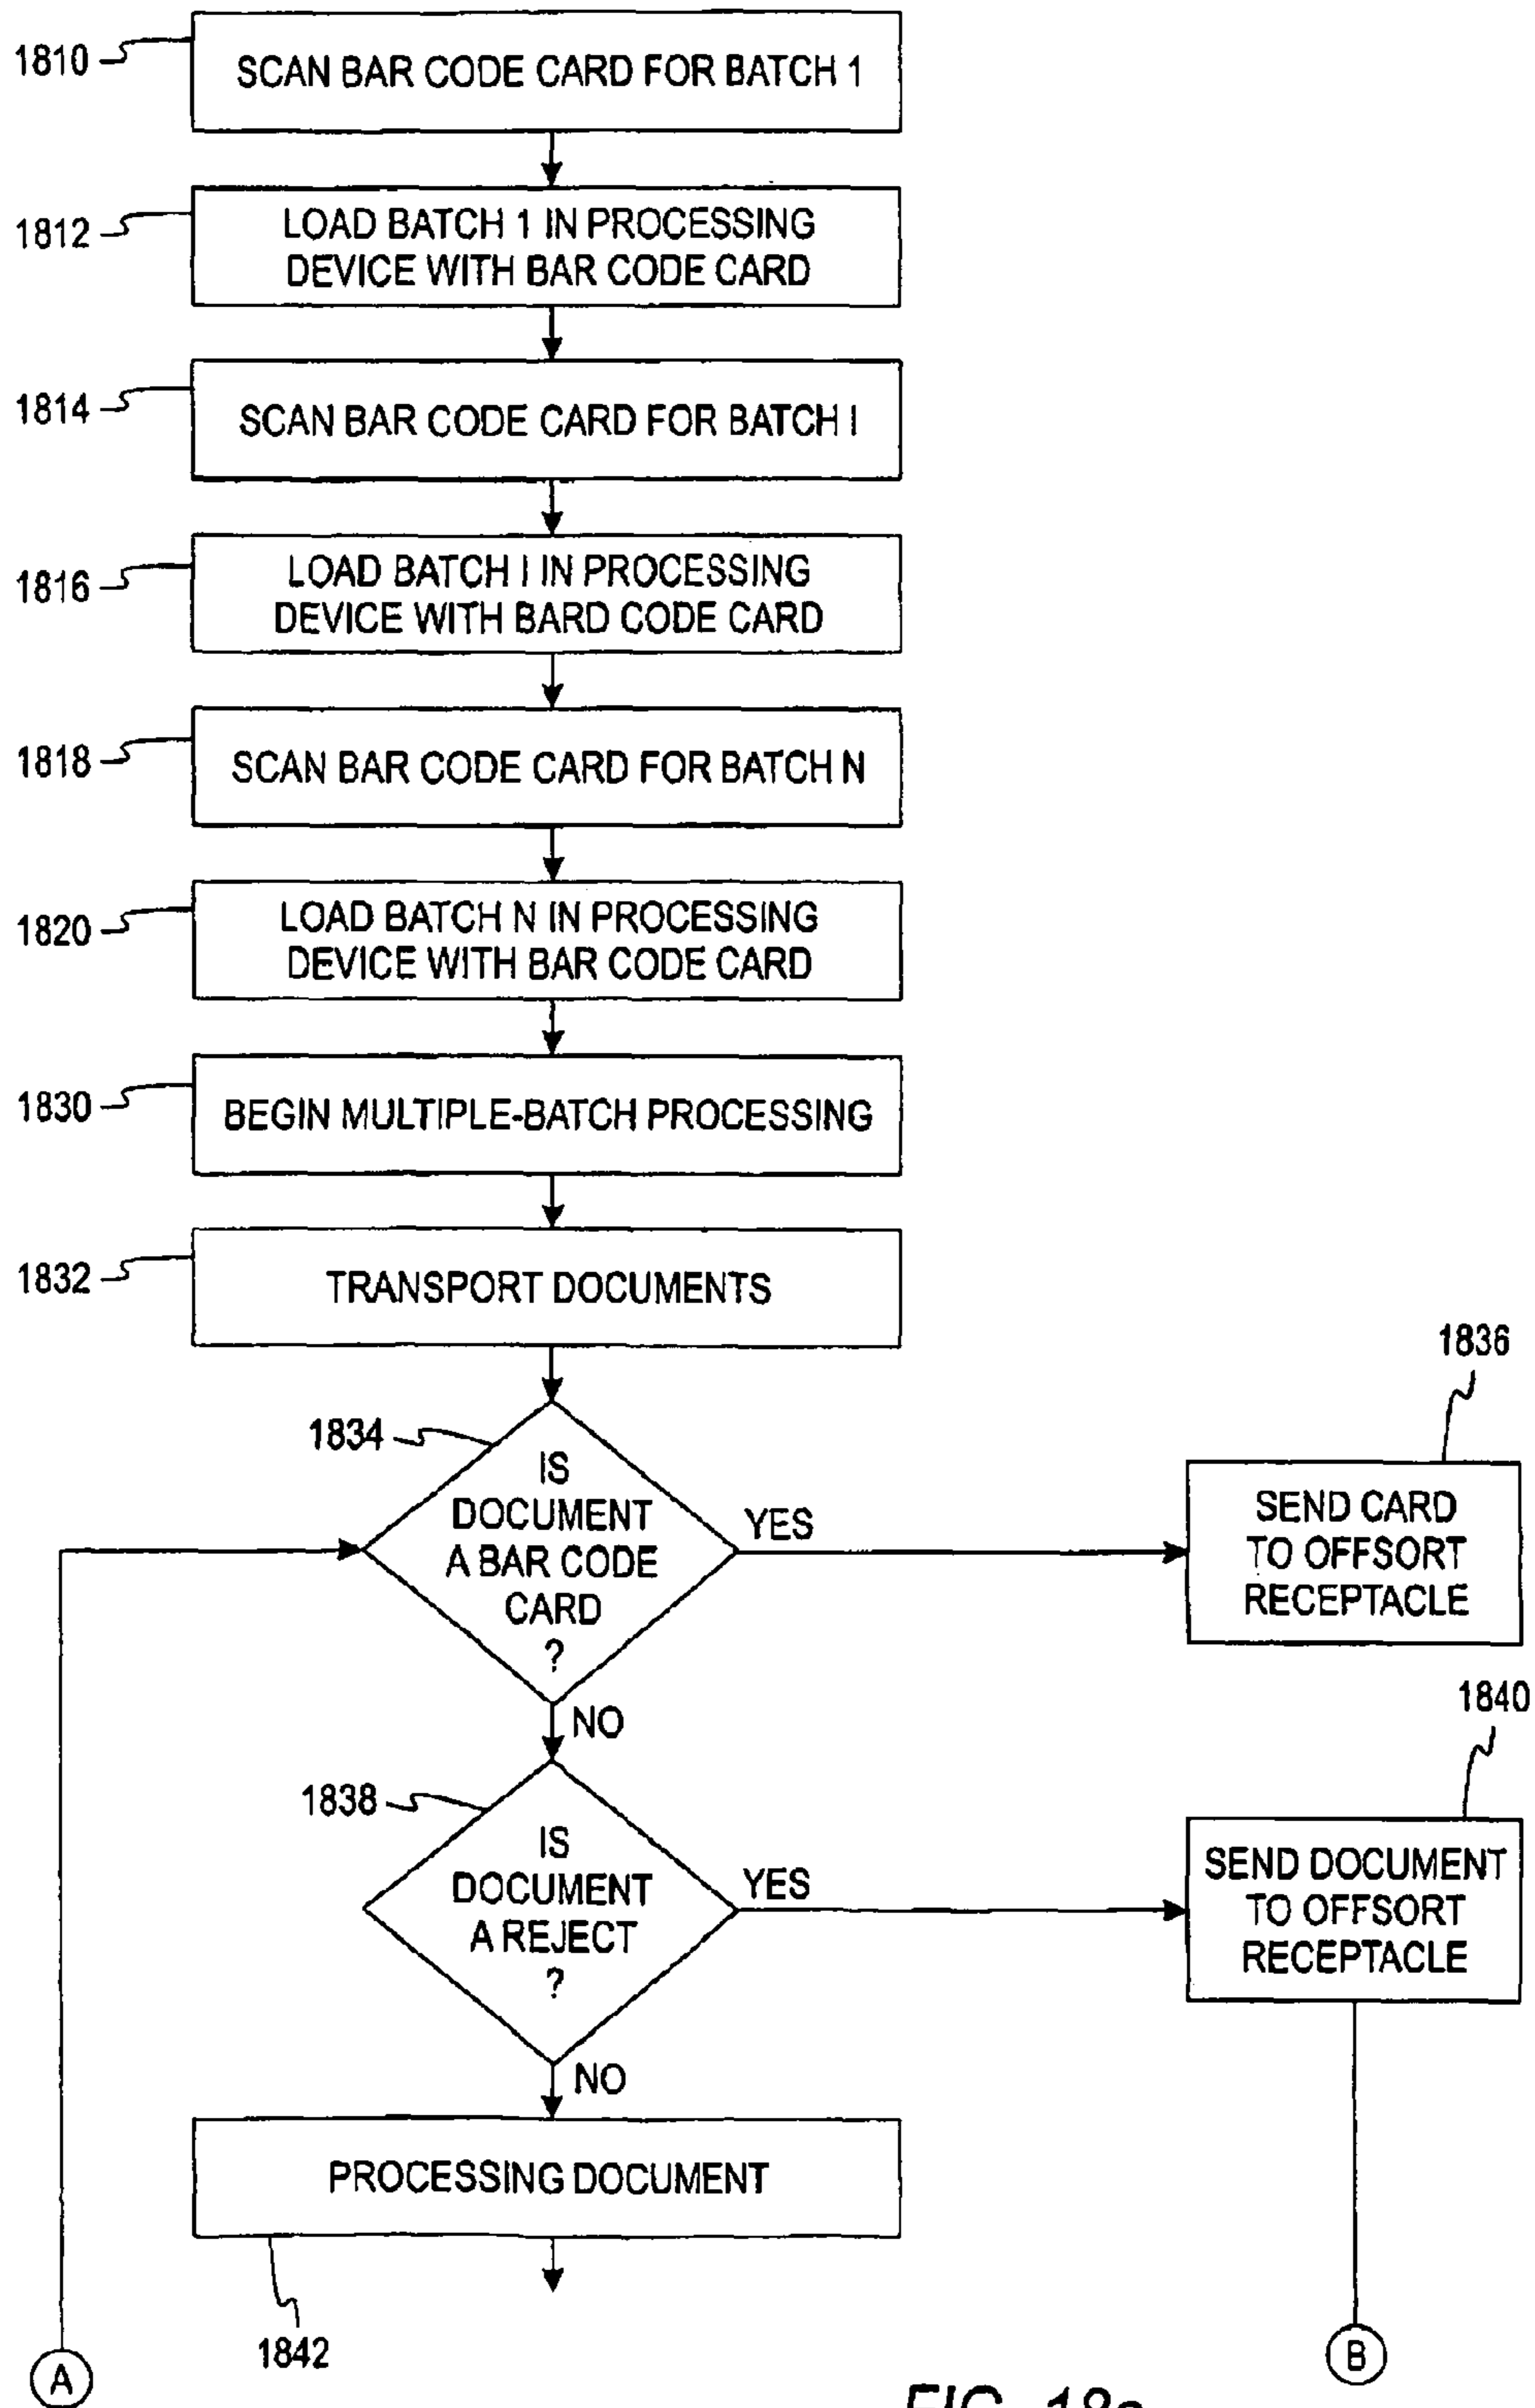 1810
SCAN BAR CODE CARD FOR BATCH 1
1812
LOAD BATCH 1 IN PROCESSING
DEVICE WITH BAR CODE CARD
1814
SCAN BAR CODE CARD FOR BATCH I
1816
LOAD BATCH I IN PROCESSING
DEVICE WITH BARD CODE CARD
1818
SCAN BAR CODE CARD FOR BATCH N
1820
LOAD BATCH N IN PROCESSING
DEVICE WITH BAR CODE CARD
1830
BEGIN MULTIPLE-BATCH PROCESSING
1832
TRANSPORT DOCUMENTS
1834
IS
DOCUMENT
A BAR CODE
CARD
?
YES
1836
SEND CARD
TO OFFSORT
RECEPTACLE
NO
1838
IS
DOCUMENT
A REJECT
?
YES
1840
SEND DOCUMENT
TO OFFSORT
RECEPTACLE
NO
PROCESSING DOCUMENT
1842
A
B
FIG. 18a